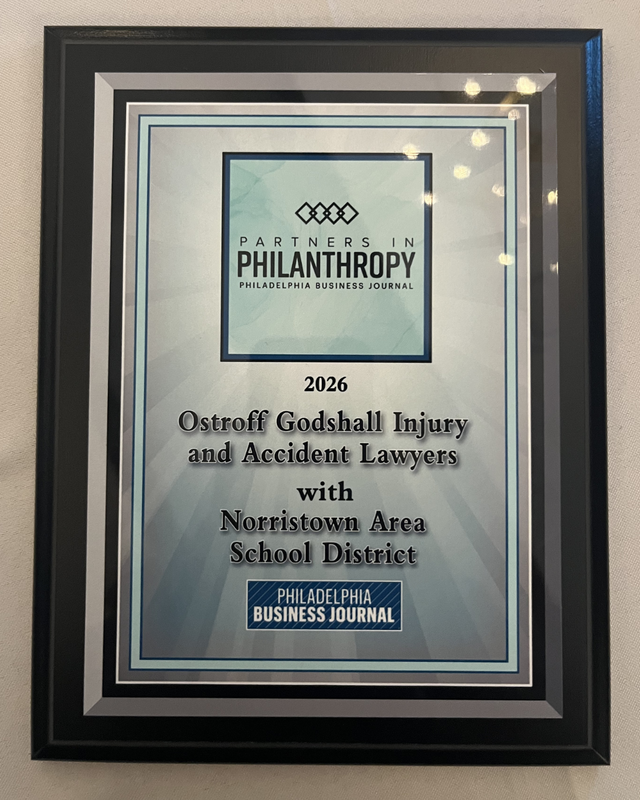 PARTNERS IN
PHILANTHROPY
PHILADELPHIA BUSINESS JOURNAL
2026
Ostroff Godshall Injury
and Accident Lawyers
with
Norristown Area
School District
PHILADELPHIA
BUSINESS JOURNAL